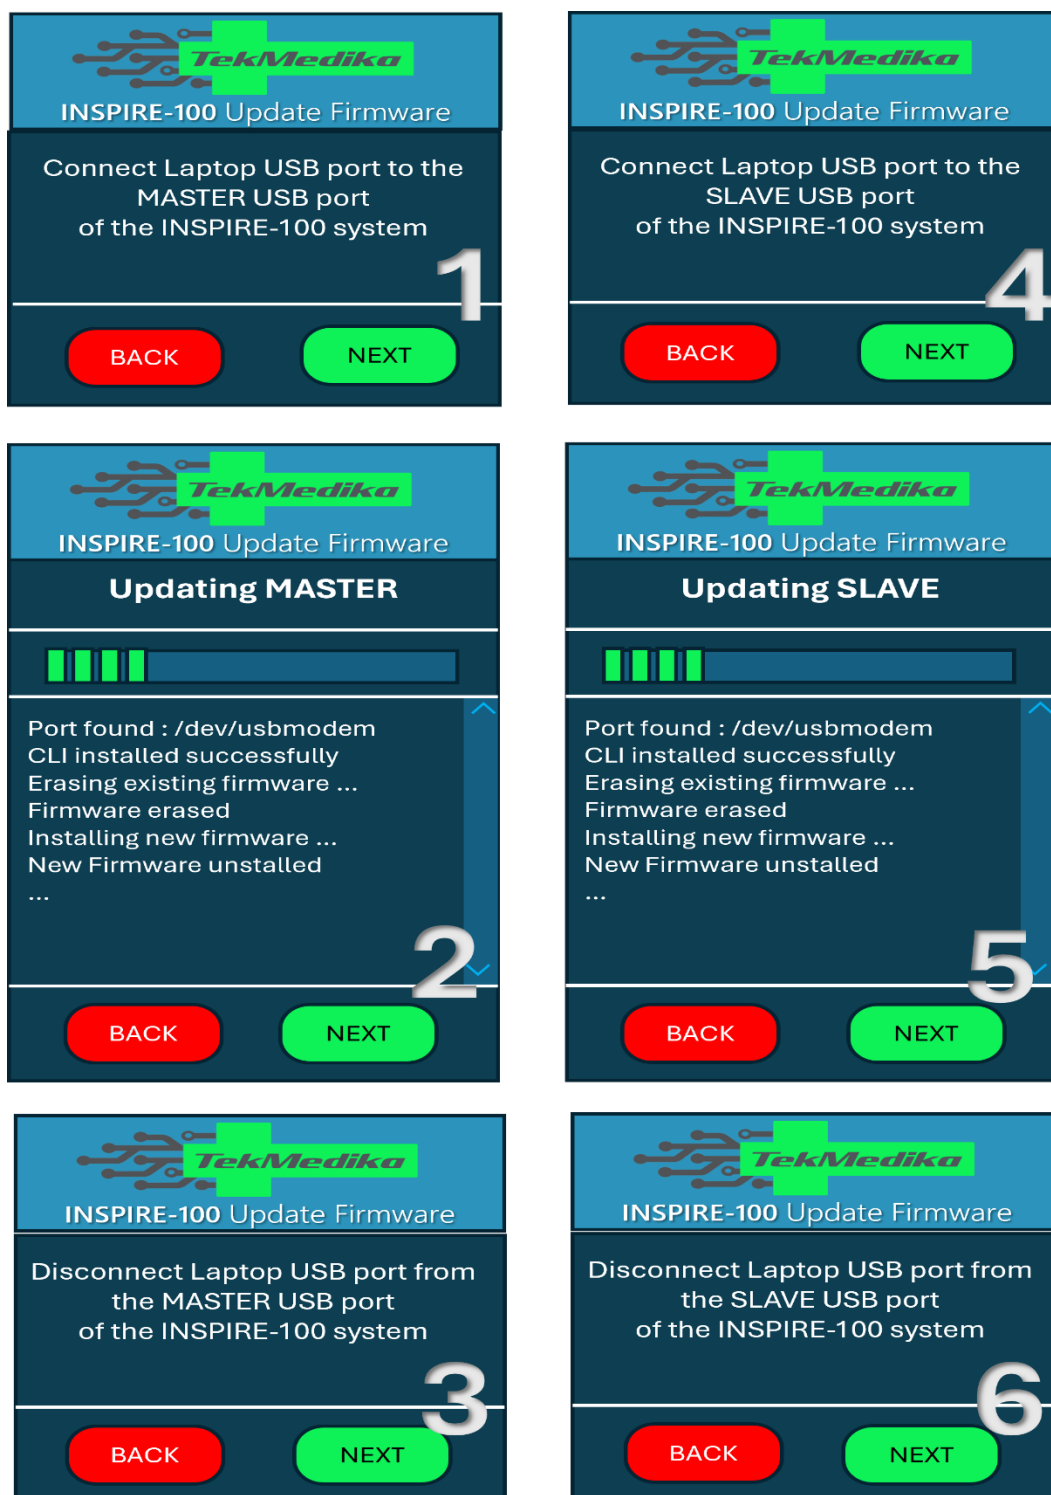 TekMedika
INSPIRE-100 Update Firmware
Connect Laptop USB port to the
MASTER USB port
of the INSPIRE-100 system
1
BACK
NEXT
TekMedika
INSPIRE-100 Update Firmware
Updating MASTER
Port found : /dev/usbmodem
CLI installed successfully
Erasing existing firmware ...
Firmware erased
Installing new firmware ...
New Firmware unstalled
...
2
BACK
NEXT
TekMedika
INSPIRE-100 Update Firmware
Disconnect Laptop USB port from
the MASTER USB port
of the INSPIRE-100 system
3
BACK
NEXT
TekMedika
INSPIRE-100 Update Firmware
Connect Laptop USB port to the
SLAVE USB port
of the INSPIRE-100 system
4
BACK
NEXT
TekMedika
INSPIRE-100 Update Firmware
Updating SLAVE
Port found : /dev/usbmodem
CLI installed successfully
Erasing existing firmware ...
Firmware erased
Installing new firmware ...
New Firmware unstalled
...
5
BACK
NEXT
TekMedika
INSPIRE-100 Update Firmware
Disconnect Laptop USB port from
the SLAVE USB port
of the INSPIRE-100 system
6
BACK
NEXT